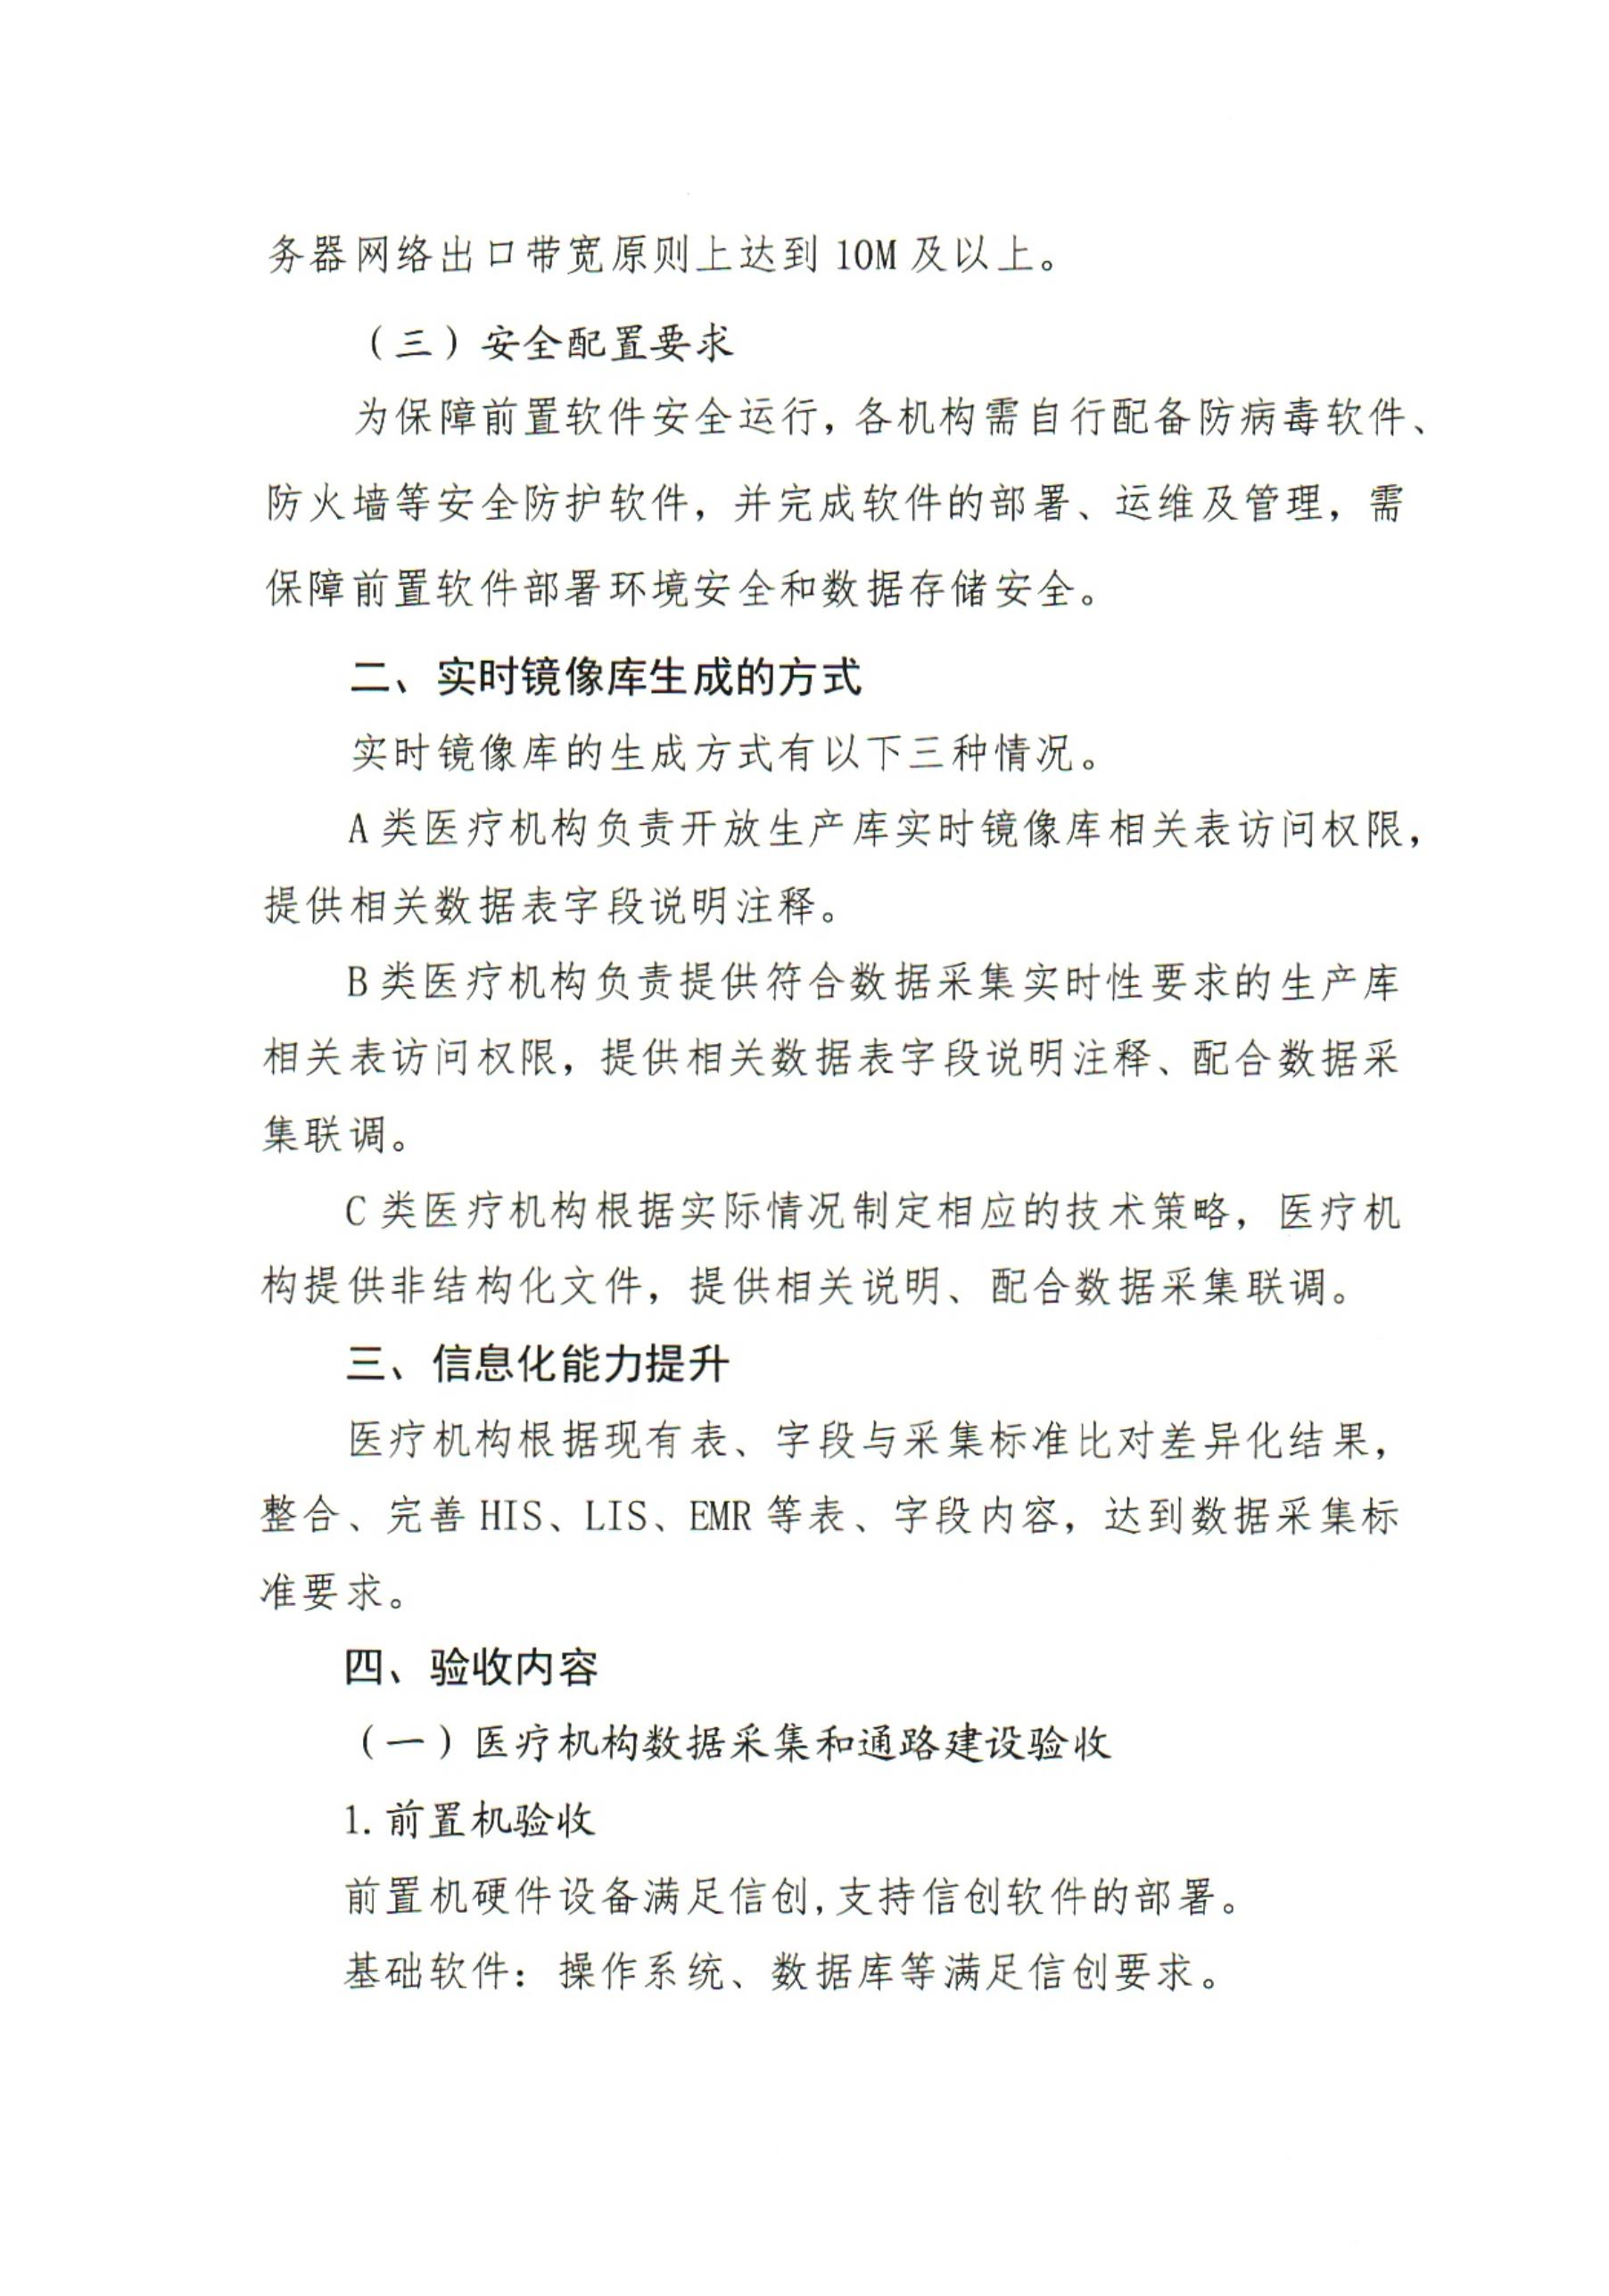 务器网络出口带宽原则上达到 10M 及以上。
（三）安全配置要求
为保障前置软件安全运行，各机构需自行配备防病毒软件、
防火墙等安全防护软件，并完成软件的部署、运维及管理，需
保障前置软件部署环境安全和数据存储安全。
二、实时镜像库生成的方式
实时镜像库的生成方式有以下三种情况。
A 类医疗机构负责开放生产库实时镜像库相关表访问权限，
提供相关数据表字段说明注释。
B 类医疗机构负责提供符合数据采集实时性要求的生产库
相关表访问权限，提供相关数据表字段说明注释、配合数据采
集联调。
C 类医疗机构根据实际情况制定相应的技术策略，医疗机
构提供非结构化文件，提供相关说明、配合数据采集联调。
三、信息化能力提升
医疗机构根据现有表、字段与采集标准比对差异化结果，
整合、完善 HIS、LIS、EMR 等表、字段内容，达到数据采集标
准要求。
四、验收内容
（一）医疗机构数据采集和通路建设验收
1. 前置机验收
前置机硬件设备满足信创,支持信创软件的部署。
基础软件：操作系统、数据库等满足信创要求。